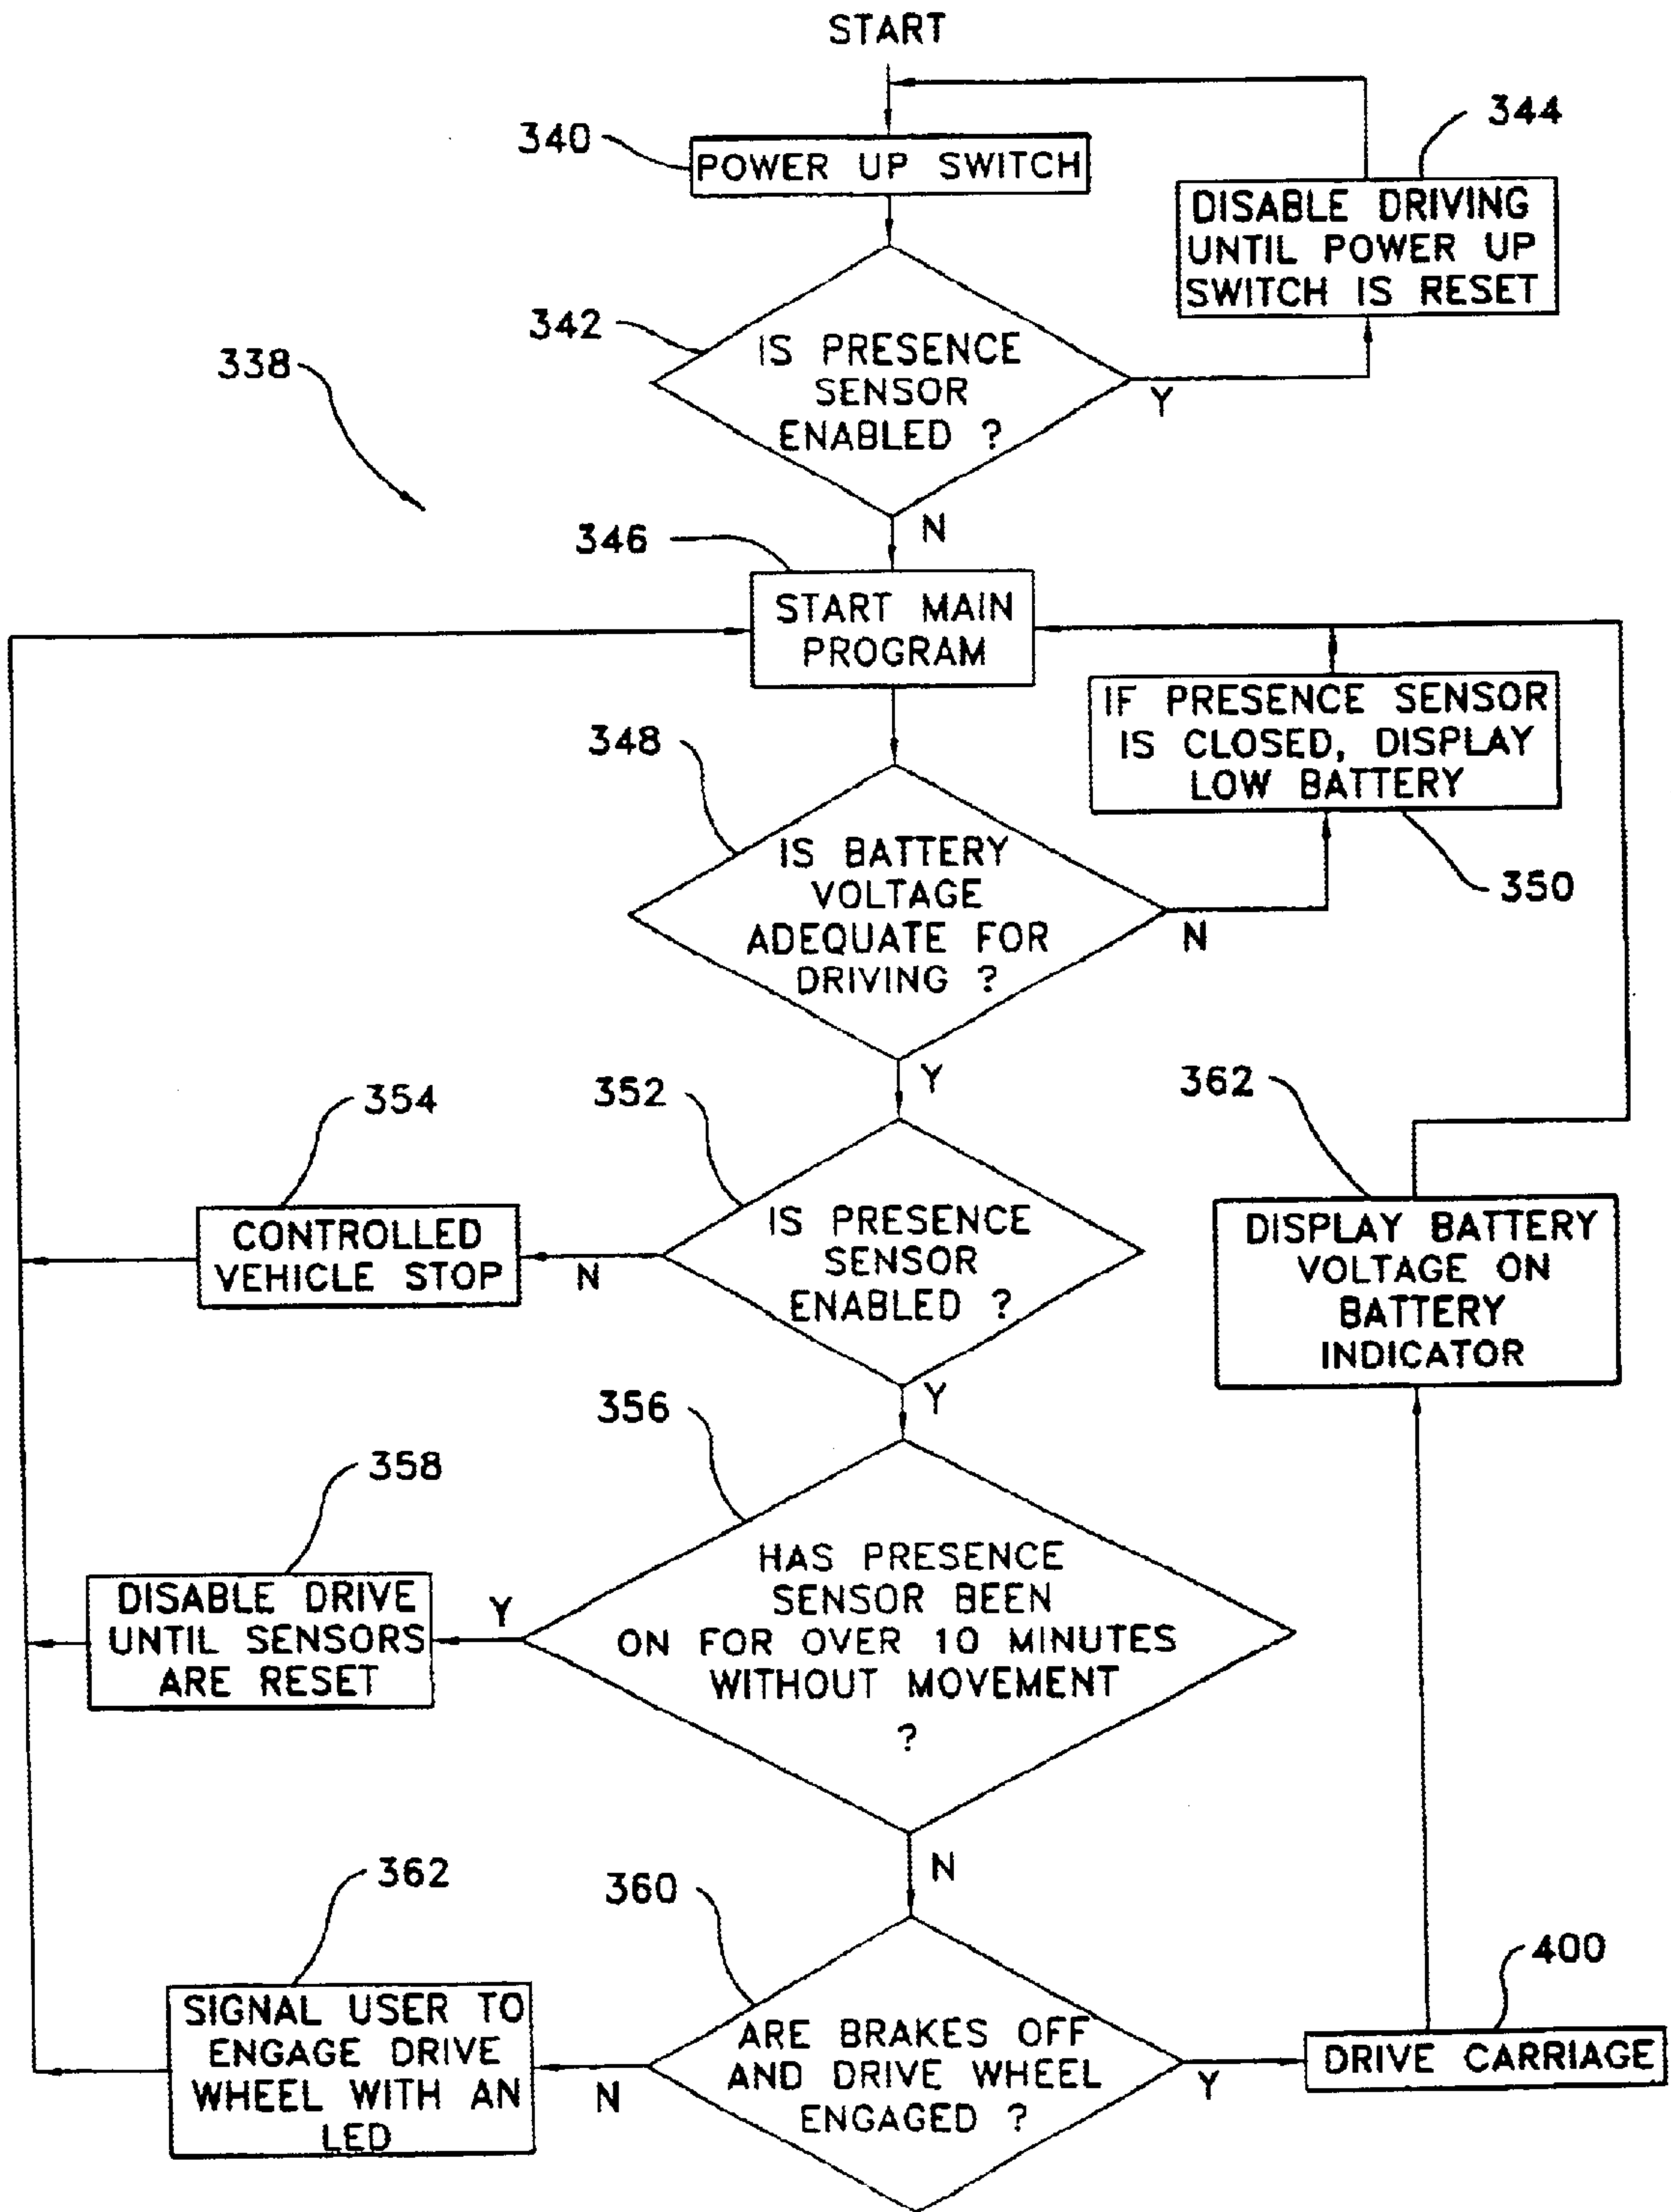 START
340
POWER UP SWITCH
344
DISABLE DRIVING
UNTIL POWER UP
SWITCH IS RESET
342
IS PRESENCE
SENSOR
ENABLED ?
Y
338
N
346
START MAIN
PROGRAM
IF PRESENCE SENSOR
IS CLOSED, DISPLAY
LOW BATTERY
350
348
IS BATTERY
VOLTAGE
ADEQUATE FOR
DRIVING ?
N
Y
354
CONTROLLED
VEHICLE STOP
352
IS PRESENCE
SENSOR
ENABLED ?
N
Y
362
DISPLAY BATTERY
VOLTAGE ON
BATTERY
INDICATOR
356
HAS PRESENCE
SENSOR BEEN
ON FOR OVER 10 MINUTES
WITHOUT MOVEMENT
?
358
DISABLE DRIVE
UNTIL SENSORS
ARE RESET
Y
N
362
SIGNAL USER TO
ENGAGE DRIVE
WHEEL WITH AN
LED
360
ARE BRAKES OFF
AND DRIVE WHEEL
ENGAGED ?
N
Y
400
DRIVE CARRIAGE